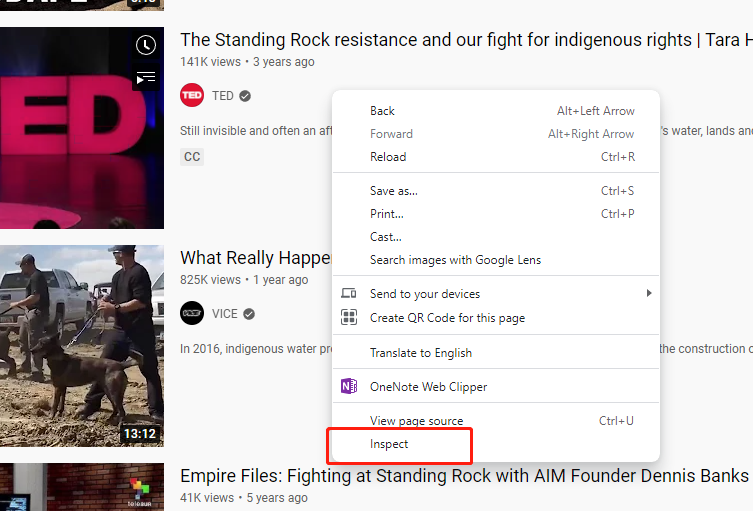 The Standing Rock resistance and our fight for indigenous rights | Tara H
141K views • 3 years ago
TED
TED
TED
Still invisible and often an af
's water, lands and
CC
Back Alt+Left Arrow
Forward Alt+Right Arrow
Reload Ctrl+R
Save as... Ctrl+S
Print... Ctrl+P
Cast...
Search images with Google Lens
Send to your devices
Create QR Code for this page
Translate to English
OneNote Web Clipper
View page source Ctrl+U
Inspect
What Really Happe
825K views • 1 year ago
VICE
VICE
In 2016, indigenous water pr
the construction o
13:12
Empire Files: Fighting at Standing Rock with AIM Founder Dennis Banks
41K views • 5 years ago
teleSUR